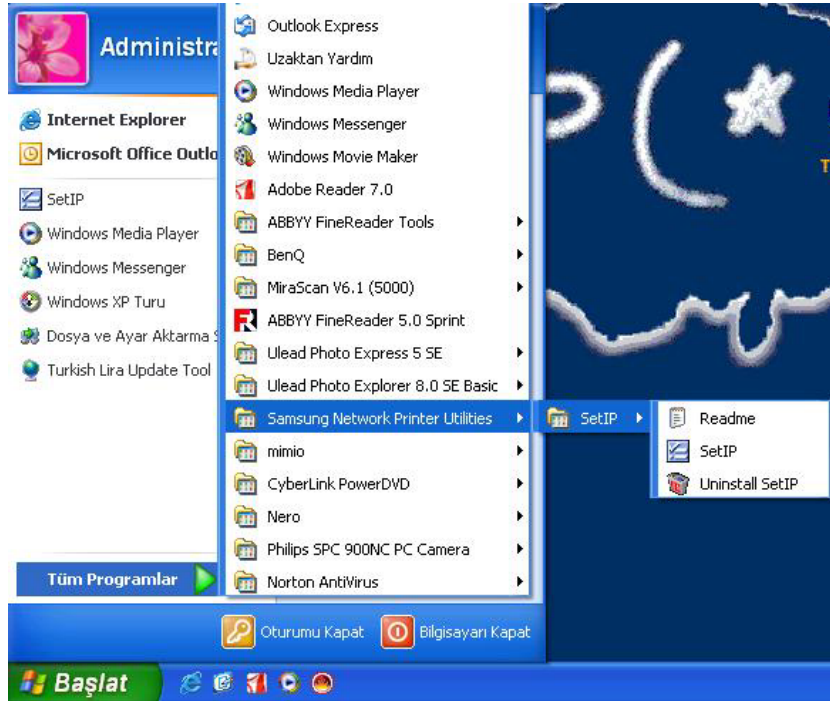 Administra
Internet Explorer
Microsoft Office Outlo
SetIP
Windows Media Player
Windows Messenger
Windows XP Turu
Dosya ve Ayar Aktarma S
Turkish Lira Update Tool
Tüm Programlar
Outlook Express
Uzaktan Yardım
Windows Media Player
Windows Messenger
Windows Movie Maker
Adobe Reader 7.0
ABBYY FineReader Tools
BenQ
MiraScan V6.1 (5000)
ABBYY FineReader 5.0 Sprint
Ulead Photo Express 5 SE
Ulead Photo Explorer 8.0 SE Basic
Samsung Network Printer Utilities
mimio
CyberLink PowerDVD
Nero
Philips SPC 900NC PC Camera
Norton AntiVirus
SetIP
Readme
SetIP
Uninstall SetIP
T
Oturumu Kapat
Bilgisayarı Kapat
Başlat